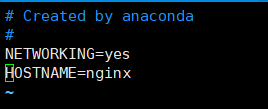 # Created by anaconda
#
NETWORKING=yes
HOSTNAME=nginx
~